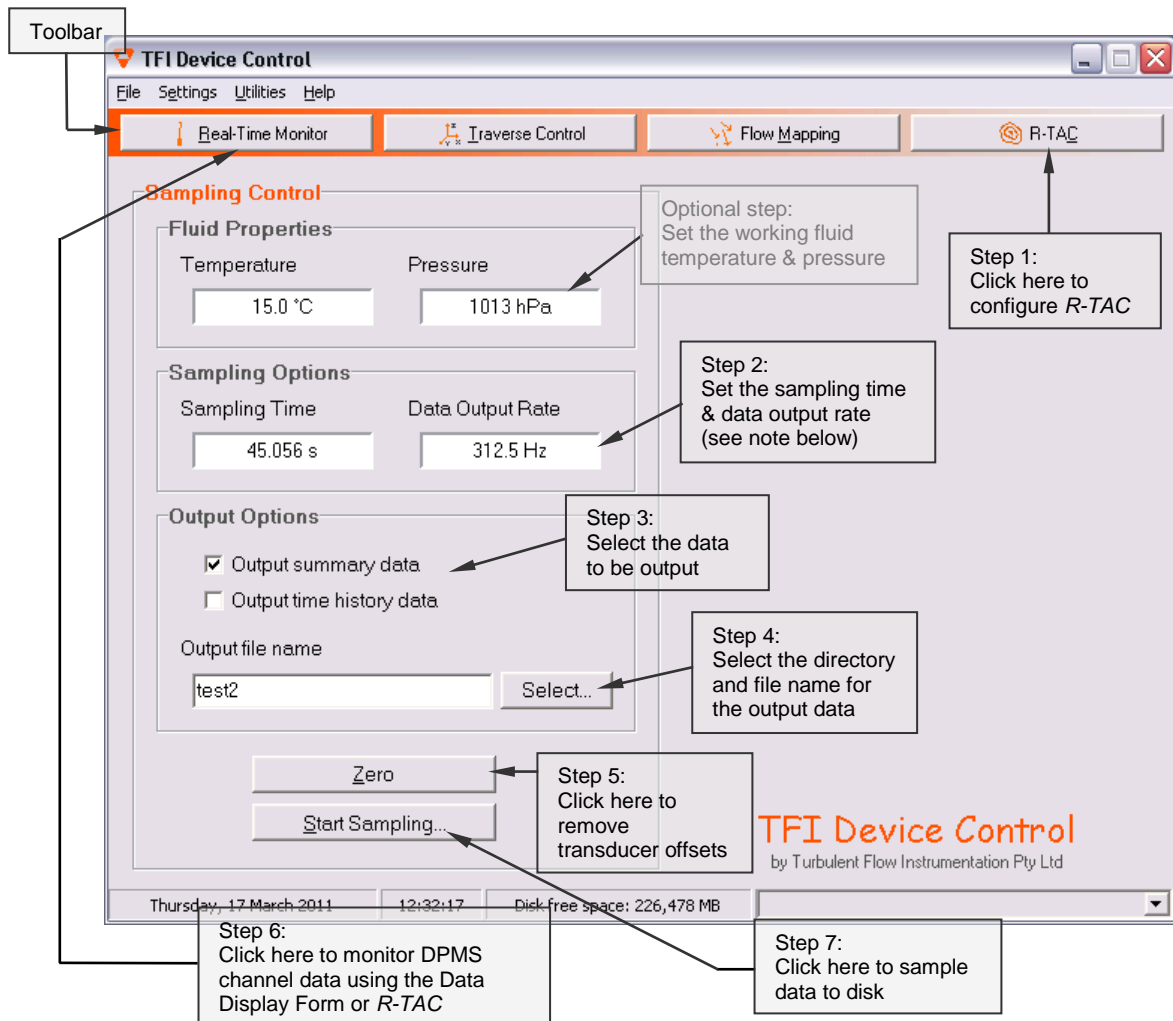 Toolbar
TFI Device Control
File Settings Utilities Help
Real-Time Monitor
Traverse Control
Flow Mapping
R-TAC
Sampling Control
Fluid Properties
Temperature
Pressure
15.0 °C
1013 hPa
Optional step:
Set the working fluid
temperature & pressure
Step 1:
Click here to
configure R-TAC
Sampling Options
Sampling Time
Data Output Rate
45.056 s
312.5 Hz
Step 2:
Set the sampling time
& data output rate
(see note below)
Output Options
Output summary data
Output time history data
Step 3:
Select the data
to be output
Output file name
test2
Select...
Step 4:
Select the directory
and file name for
the output data
Zero
Start Sampling...
Step 5:
Click here to
remove
transducer offsets
TFI Device Control
by Turbulent Flow Instrumentation Pty Ltd
Thursday, 17 March 2011
12:32:17
Disk free space: 226,478 MB
Step 6:
Click here to monitor DPMS
channel data using the Data
Display Form or R-TAC
Step 7:
Click here to sample
data to disk